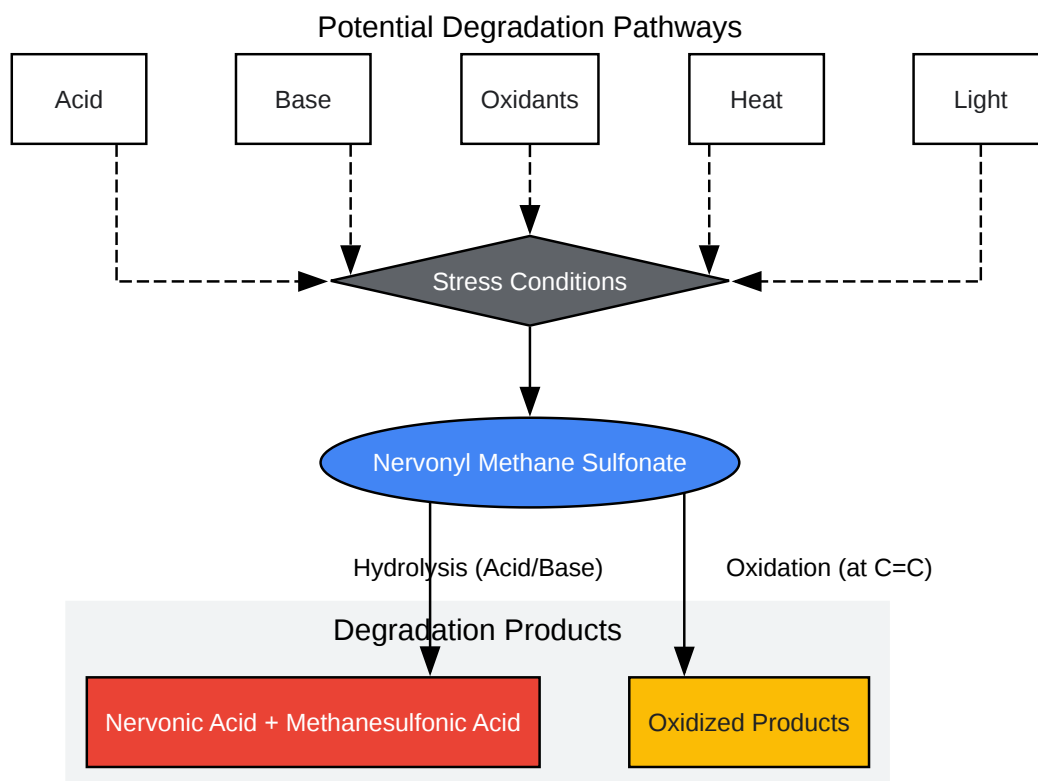 Potential Degradation Pathways
Acid
Base
Oxidants
Heat
Light
Stress Conditions
Nervonyl Methane Sulfonate
Hydrolysis (Acid/Base)
Oxidation (at C=C)
Degradation Products
Nervonic Acid + Methanesulfonic Acid
Oxidized Products